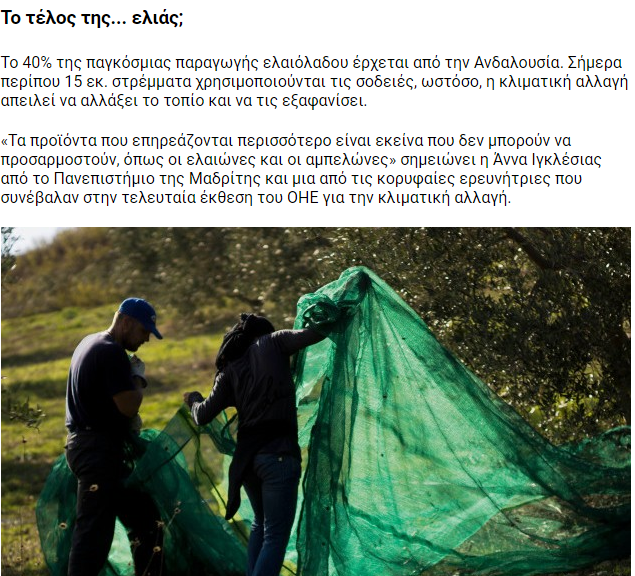 Το τέλος της... ελιάς;
Το 40% της παγκόσμιας παραγωγής ελαιόλαδου έρχεται από την Ανδαλουσία. Σήμερα
περίπου 15 εκ. στρέμματα χρησιμοποιούνται τις σοδειές, ωστόσο, η κλιματική αλλαγή
απειλεί να αλλάξει το τοπίο και να τις εξαφανίσει.
«Τα προϊόντα που επηρεάζονται περισσότερο είναι εκείνα που δεν μπορούν να
προσαρμοστούν, όπως οι ελαιώνες και οι αμπελώνες» σημειώνει η Άννα Ιγκλέσιας
από το Πανεπιστήμιο της Μαδρίτης και μια από τις κορυφαίες ερευνήτριες που
συνέβαλαν στην τελευταία έκθεση του ΟΗΕ για την κλιματική αλλαγή.